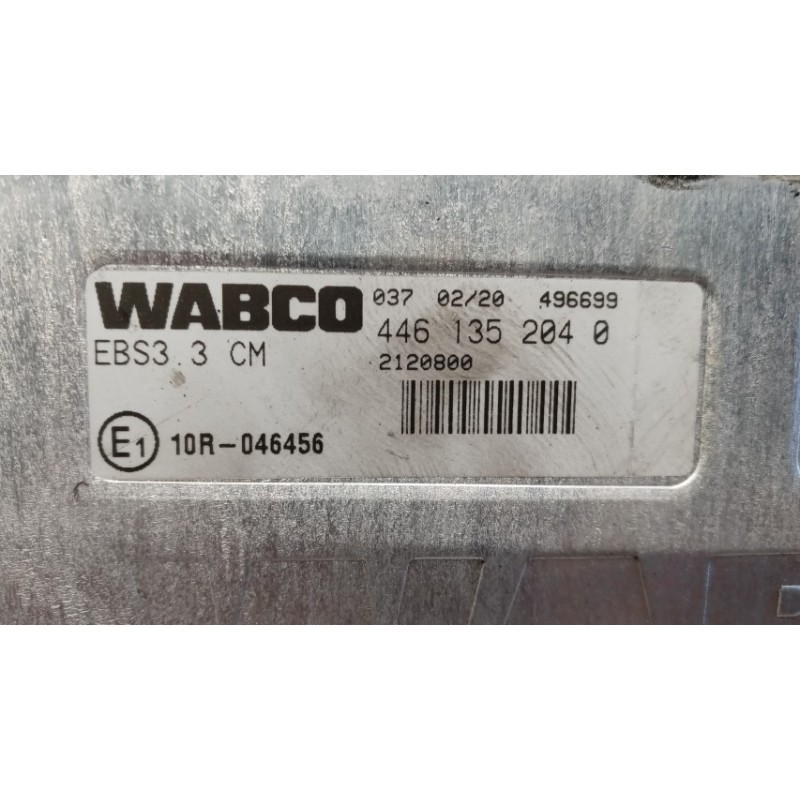 WABCO 037 02/20 496699
EBS3.3 CM 446 135 204 0
2120800
E1 10R-046456